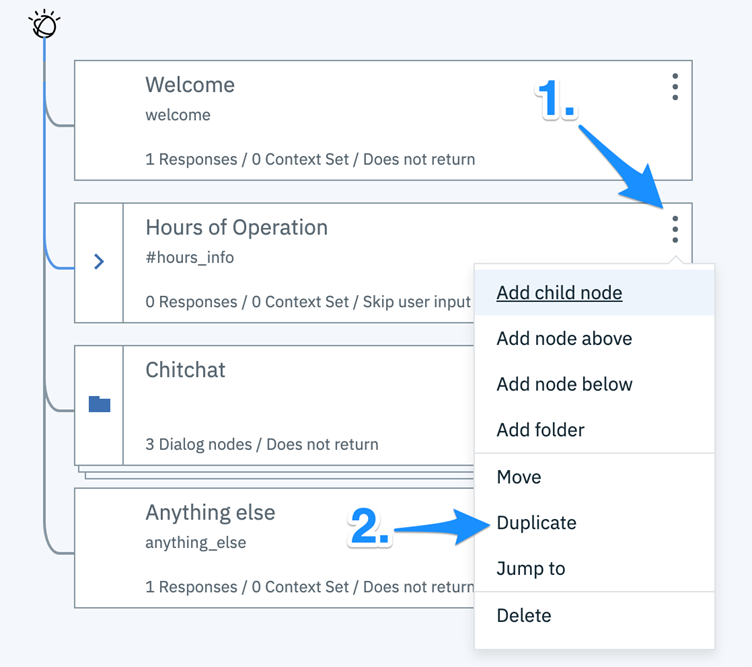 Welcome
welcome
1 Responses / 0 Context Set / Does not return
1.
Hours of Operation
#hours_info
0 Responses / 0 Context Set / Skip user input
Add child node
Add node above
Add node below
Add folder
Move
Duplicate
Jump to
Delete
Chitchat
3 Dialog nodes / Does not return
Anything else
anything_else
1 Responses / 0 Context Set / Does not return
2.